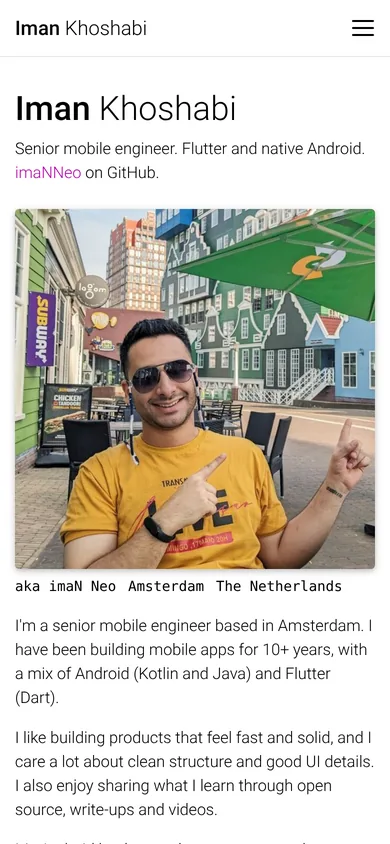 Iman Khoshabi
Iman Khoshabi
Senior mobile engineer. Flutter and native Android.
imaNNeo on GitHub.
logom
SUBWAY
CHICKEN
TRANS
LIVE
aka imaN Neo Amsterdam The Netherlands
I'm a senior mobile engineer based in Amsterdam. I
have been building mobile apps for 10+ years, with
a mix of Android (Kotlin and Java) and Flutter
(Dart).
I like building products that feel fast and solid, and I
care a lot about clean structure and good UI details.
I also enjoy sharing what I learn through open
source, write-ups and videos.